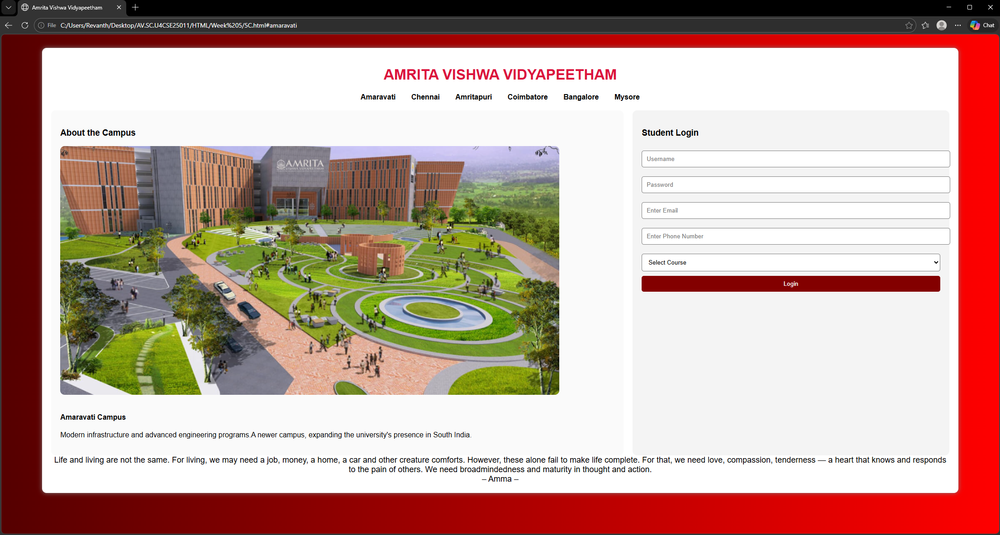 Amrita Vishwa Vidyapeetham
File C:/Users/Revanth/Desktop/AV.SC.U4CSE25011/HTML/Week%205/5C.html#amaravati
Chat
AMRITA VISHWA VIDYAPEETHAM
Amaravati Chennai Amritapuri Coimbatore Bangalore Mysore
About the Campus
AMRITA
VISHWA VIDYAPEETHAM
Amaravati Campus
Modern infrastructure and advanced engineering programs.A newer campus, expanding the university's presence in South India.
Student Login
Username
Password
Enter Email
Enter Phone Number
Select Course
Login
Life and living are not the same. For living, we may need a job, money, a home, a car and other creature comforts. However, these alone fail to make life complete. For that, we need love, compassion, tenderness — a heart that knows and responds
to the pain of others. We need broadmindedness and maturity in thought and action.
– Amma –